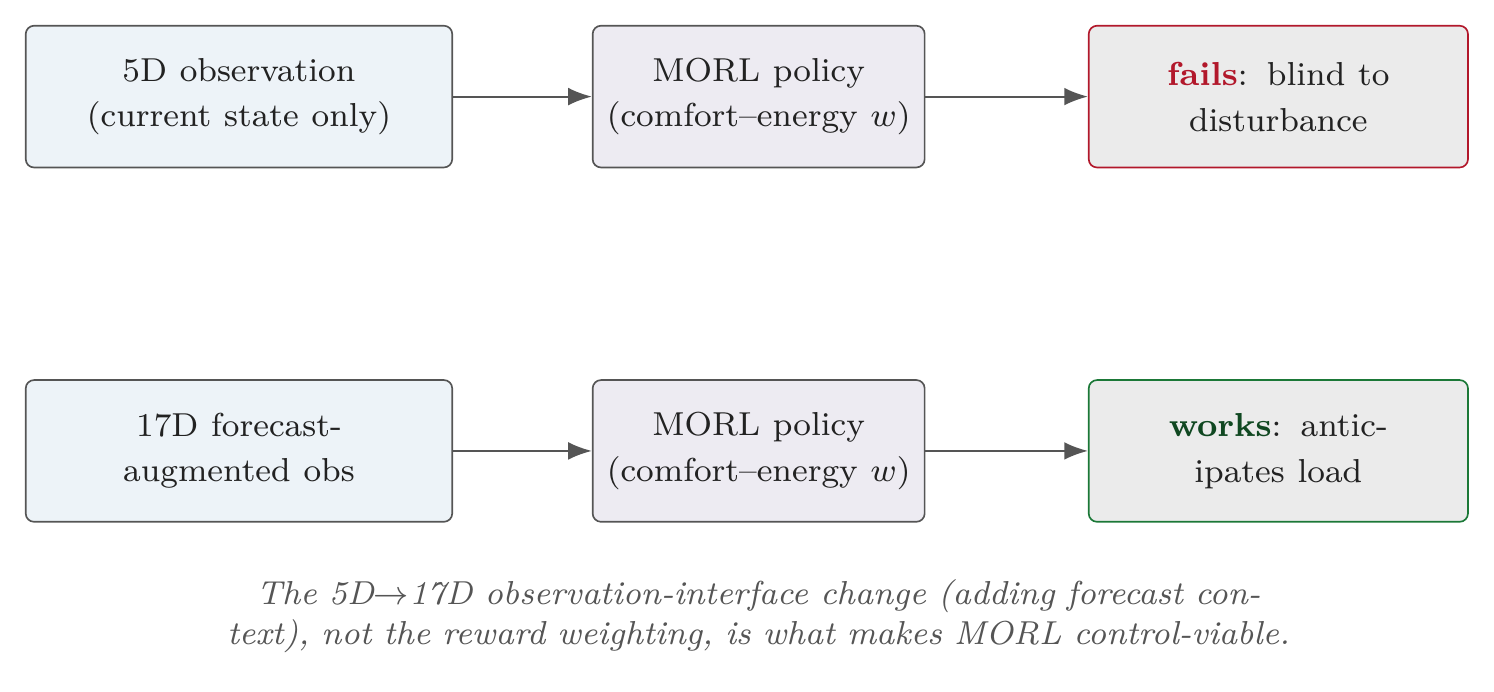 5D observation
(current state only)
MORL policy
(comfort–energy w)
fails: blind to
disturbance
17D forecast-
augmented obs
MORL policy
(comfort–energy w)
works: antic-
ipates load
The 5D→17D observation-interface change (adding forecast con-
text), not the reward weighting, is what makes MORL control-viable.